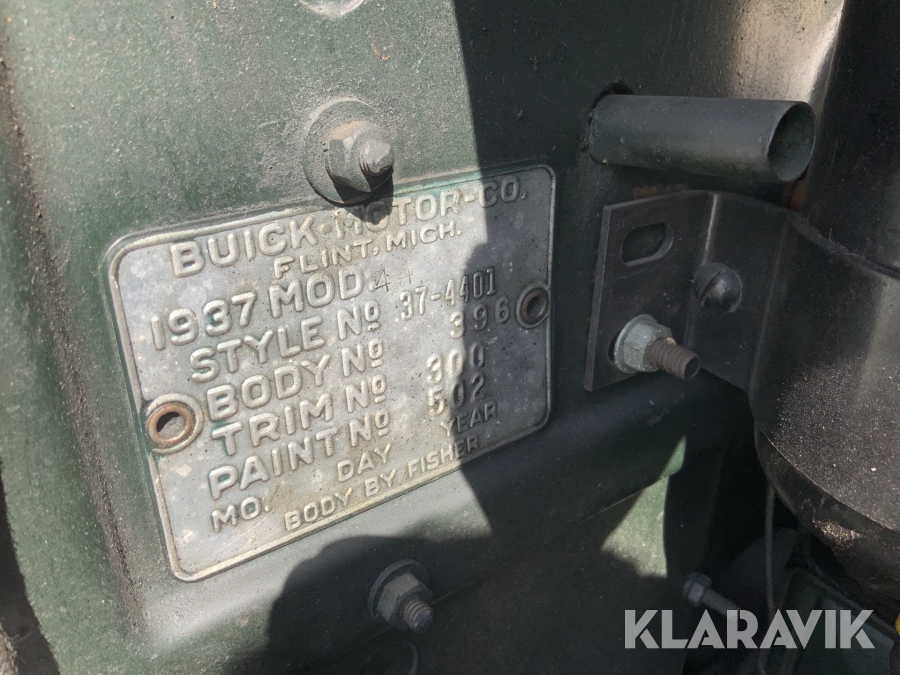 BUICK-MOTOR-CO.
FLINT, MICH.
1937 MOD. 44
STYLE Nº 37-4401
BODY Nº 396
TRIM Nº 300
PAINT Nº 502
MO. DAY YEAR
BODY BY FISHER
KLARAVIK